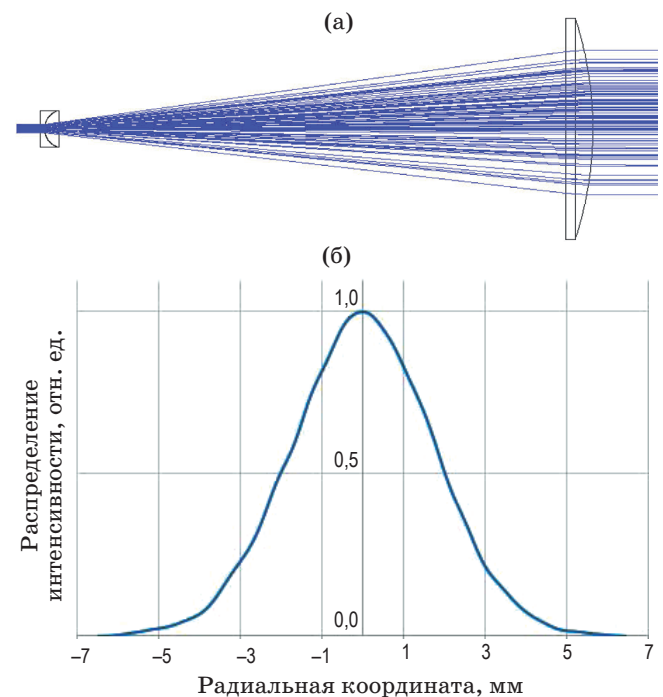 (а)
(б)
Распределение
интенсивности, отн. ед.
1,0
0,5
0,0
–7
–5
–3
–1
1
3
5
7
Радиальная координата, мм